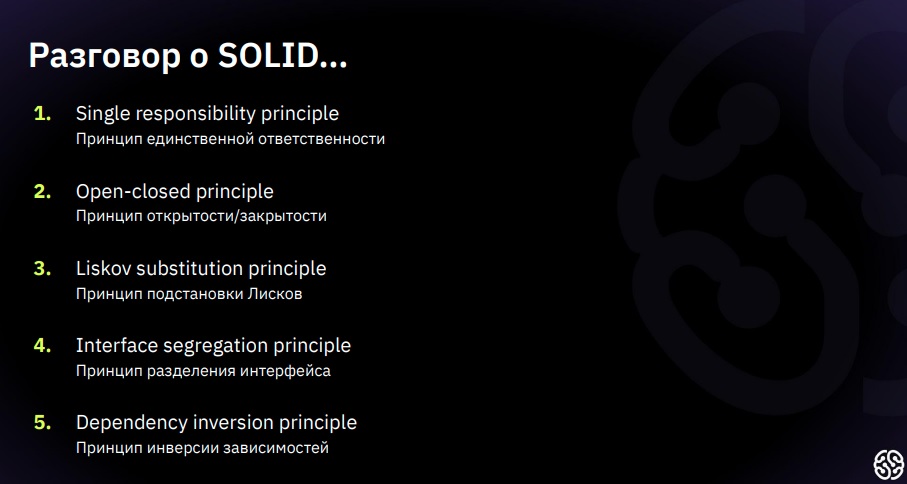 Разговор о SOLID...
1. Single responsibility principle
Принцип единственной ответственности
2. Open-closed principle
Принцип открытости/закрытости
3. Liskov substitution principle
Принцип подстановки Лисков
4. Interface segregation principle
Принцип разделения интерфейса
5. Dependency inversion principle
Принцип инверсии зависимостей